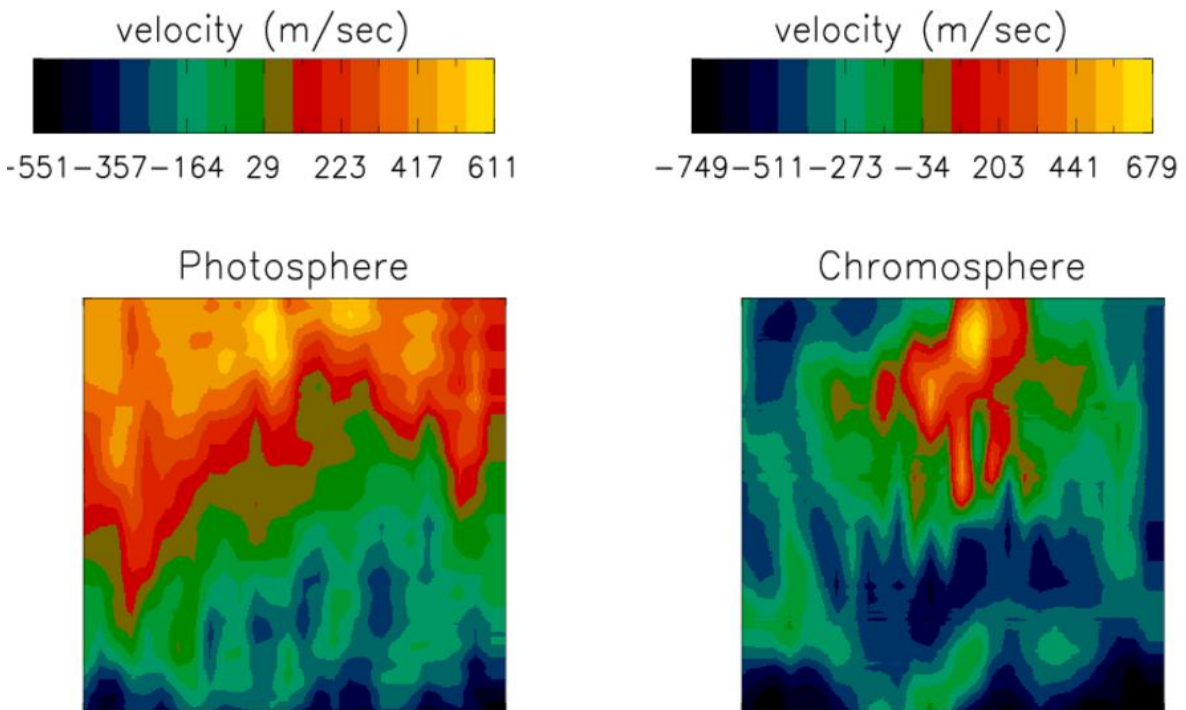 velocity (m/sec)
-551-357-164 29 223 417 611
Photosphere
velocity (m/sec)
-749-511-273 -34 203 441 679
Chromosphere